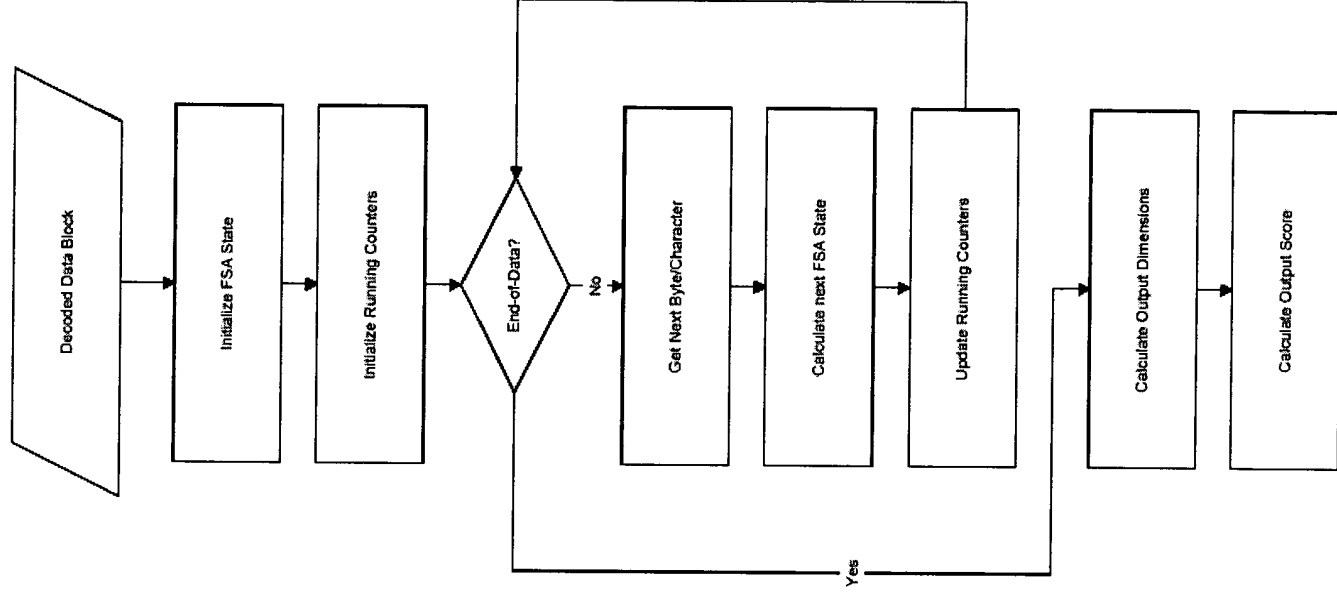 Decoded Data Block
Initialize FSA State
Initialize Running Counters
End-of-Data?
No
Get Next Byte/Character
Calculate next FSA State
Update Running Counters
Yes
Calculate Output Dimensions
Calculate Output Score